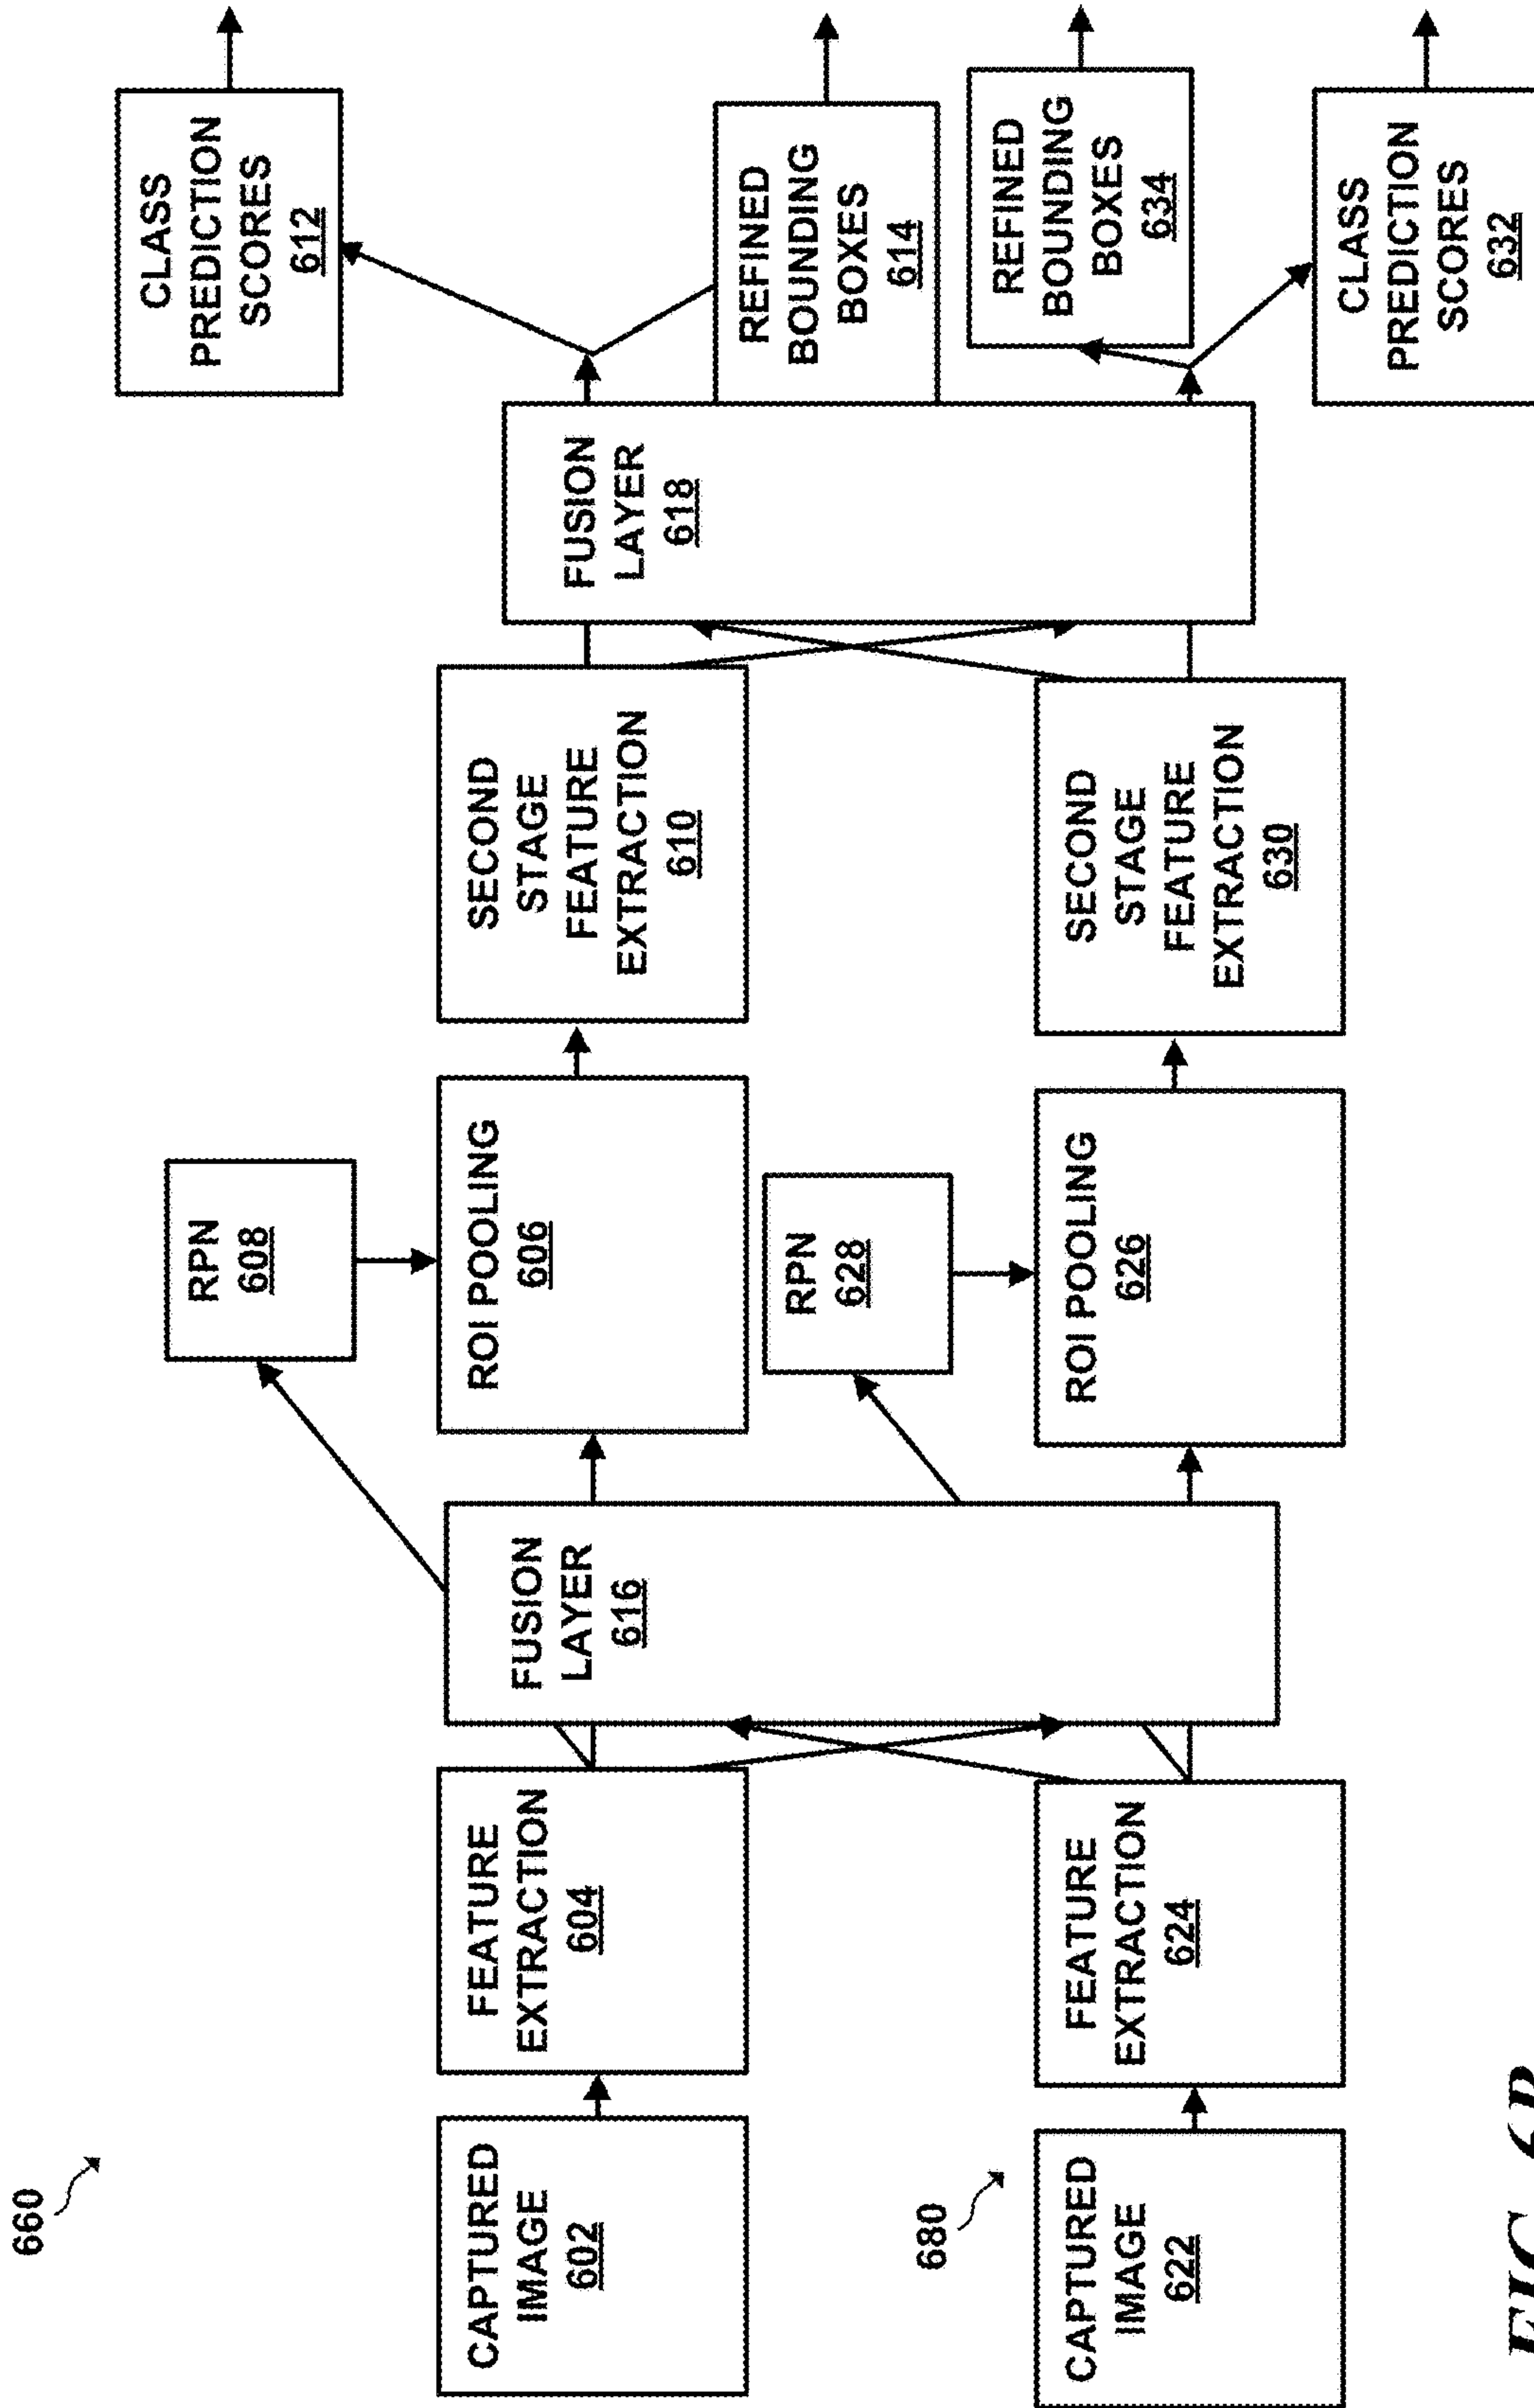 660
CAPTURED
IMAGE
602
FEATURE
EXTRACTION
604
FUSION
LAYER
616
RPN
608
ROI POOLING
606
SECOND
STAGE
FEATURE
EXTRACTION
610
FUSION
LAYER
618
CLASS
PREDICTION
SCORES
612
REFINED
BOUNDING
BOXES
614
680
CAPTURED
IMAGE
622
FEATURE
EXTRACTION
624
RPN
628
ROI POOLING
626
SECOND
STAGE
FEATURE
EXTRACTION
630
REFINED
BOUNDING
BOXES
634
CLASS
PREDICTION
SCORES
632
FIG. 6B